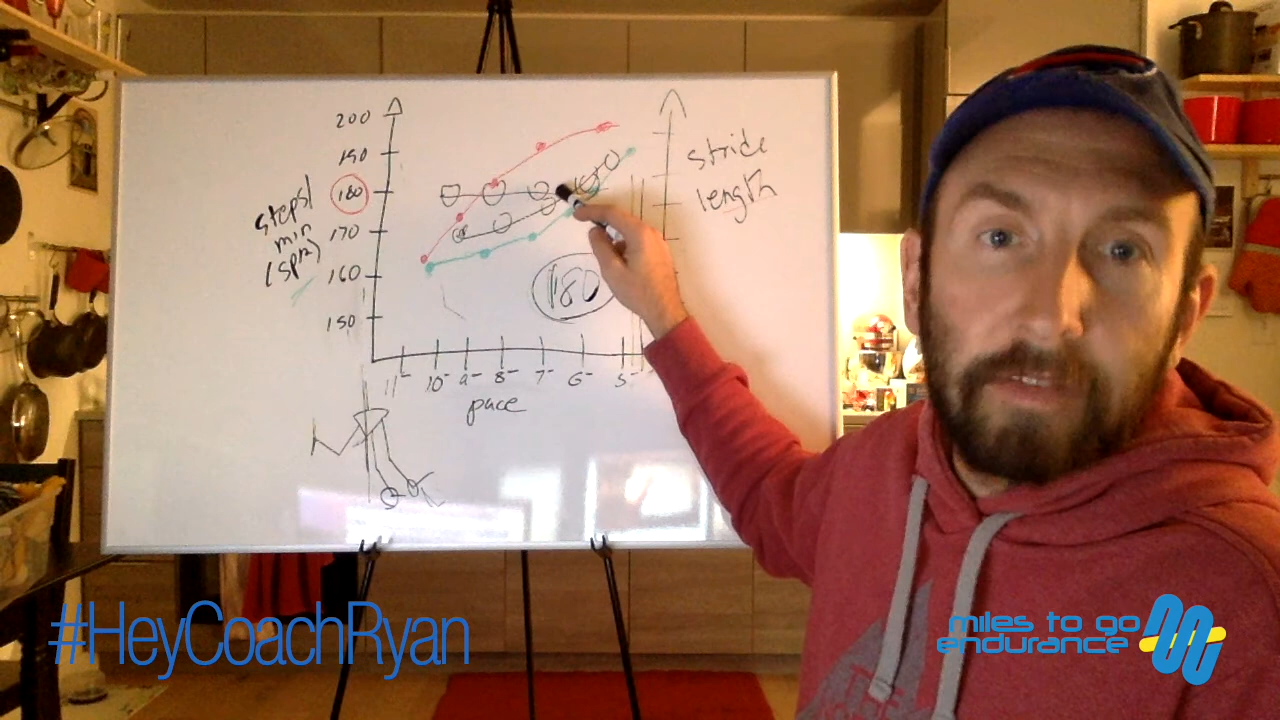 200
190
180
170
160
150
steps/
min
(spm)
stride
length
180
11-
10-
9-
8-
7-
6-
5-
pace
#HeyCoachRyan
miles to go
endurance